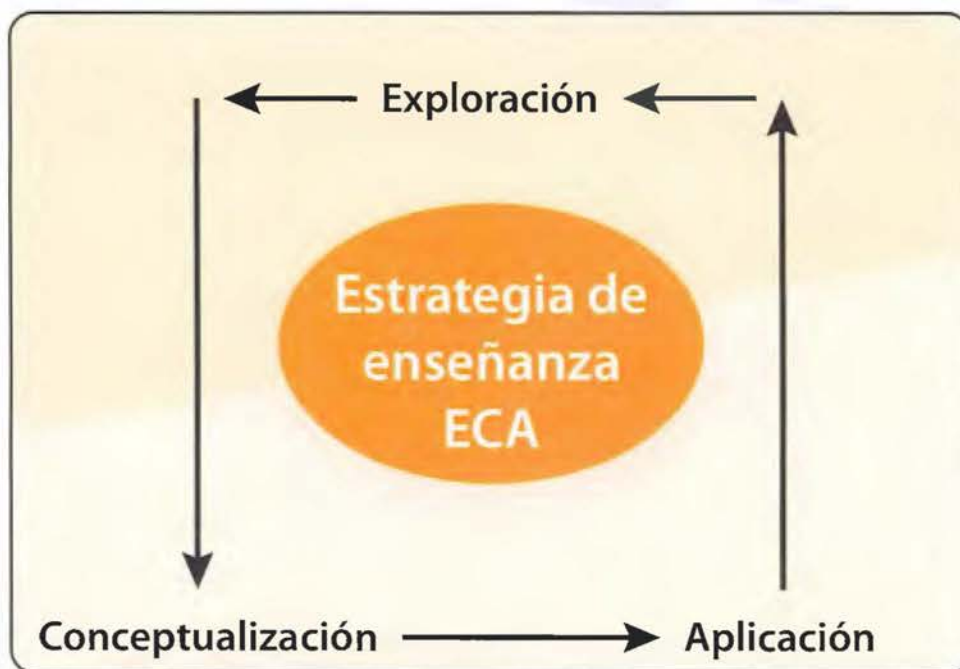 Exploración
Estrategia de
enseñanza
ECA
Conceptualización
Aplicación